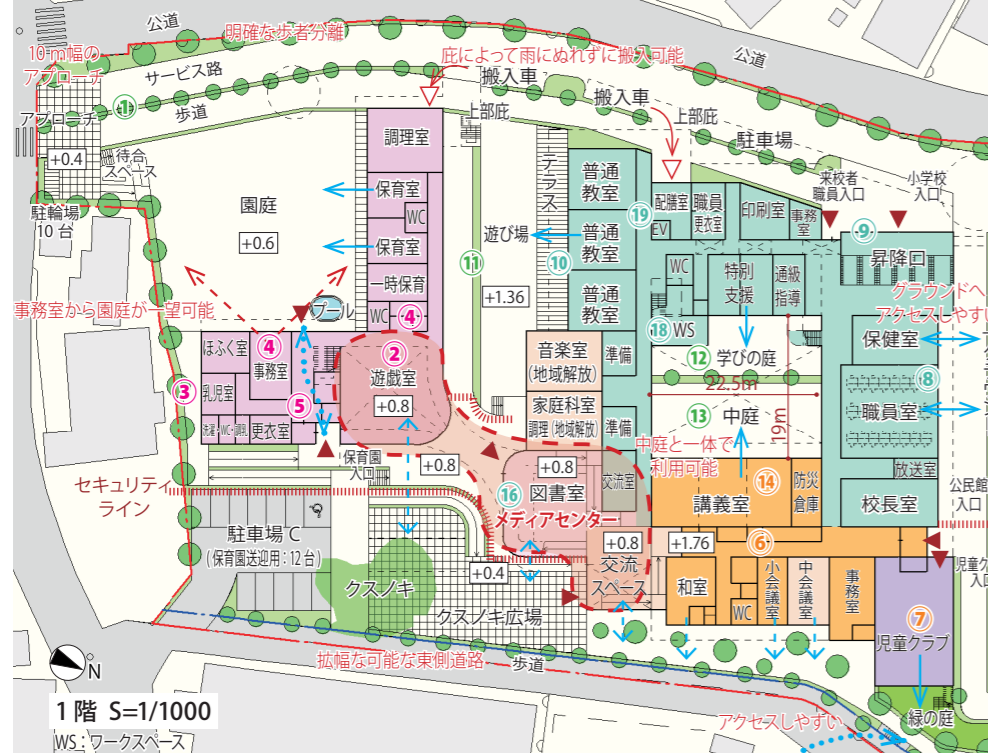 公道
明確な歩者分離
10m幅の
アプローチ
サービス路
歩道
①
アプローチ
+0.4
待合
スペース
駐輪場
10台
庇によって雨にぬれずに搬入可能
搬入車
上部庇
搬入車
上部庇
公道
駐車場
来校者
職員入口
小学校
入口
調理室
保育室
WC
保育室
一時保育
WC
④
園庭
+0.6
プール
事務室から園庭が一望可能
テラス
遊び場
⑪
⑩
+1.36
普通
教室
普通
教室
普通
教室
⑲
配膳室
EV
職員
更衣室
印刷室
事務
室
⑨
昇降口
WC
特別
支援
通級
指導
⑱
WS
グラウンドへ
アクセスしやすい
保健室
⑧
職員室
放送室
校長室
⑫
学びの庭
22.5m
19m
⑬
中庭
中庭と一体で
利用可能
音楽室
(地域解放)
準備
家庭科室
調理(地域解放)
準備
ほふく室
④
事務室
③
乳児室
⑤
洗濯・WC・調乳
更衣室
②
遊戯室
+0.8
保育園
入口
+0.8
+0.8
⑯
図書室
交流室
メディアセンター
⑭
講義室
防災
倉庫
公民館
入口
セキュリティ
ライン
駐車場C
(保育園送迎用:12台)
クスノキ
+0.4
クスノキ広場
+0.8
交流
スペース
+1.76
⑥
和室
WC
小会議室
中会議室
事務室
⑦
児童クラブ
児童ク
入口
緑の庭
拡幅な可能な東側道路
歩道
アクセスしやすい
N
1階 S=1/1000
WS:ワークスペース